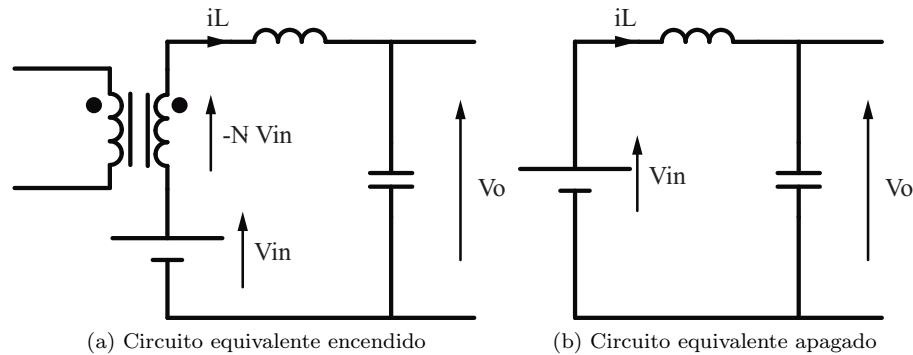 iL
-N Vin
Vo
Vin
(a) Circuito equivalente encendido
iL
Vin
Vo
(b) Circuito equivalente apagado